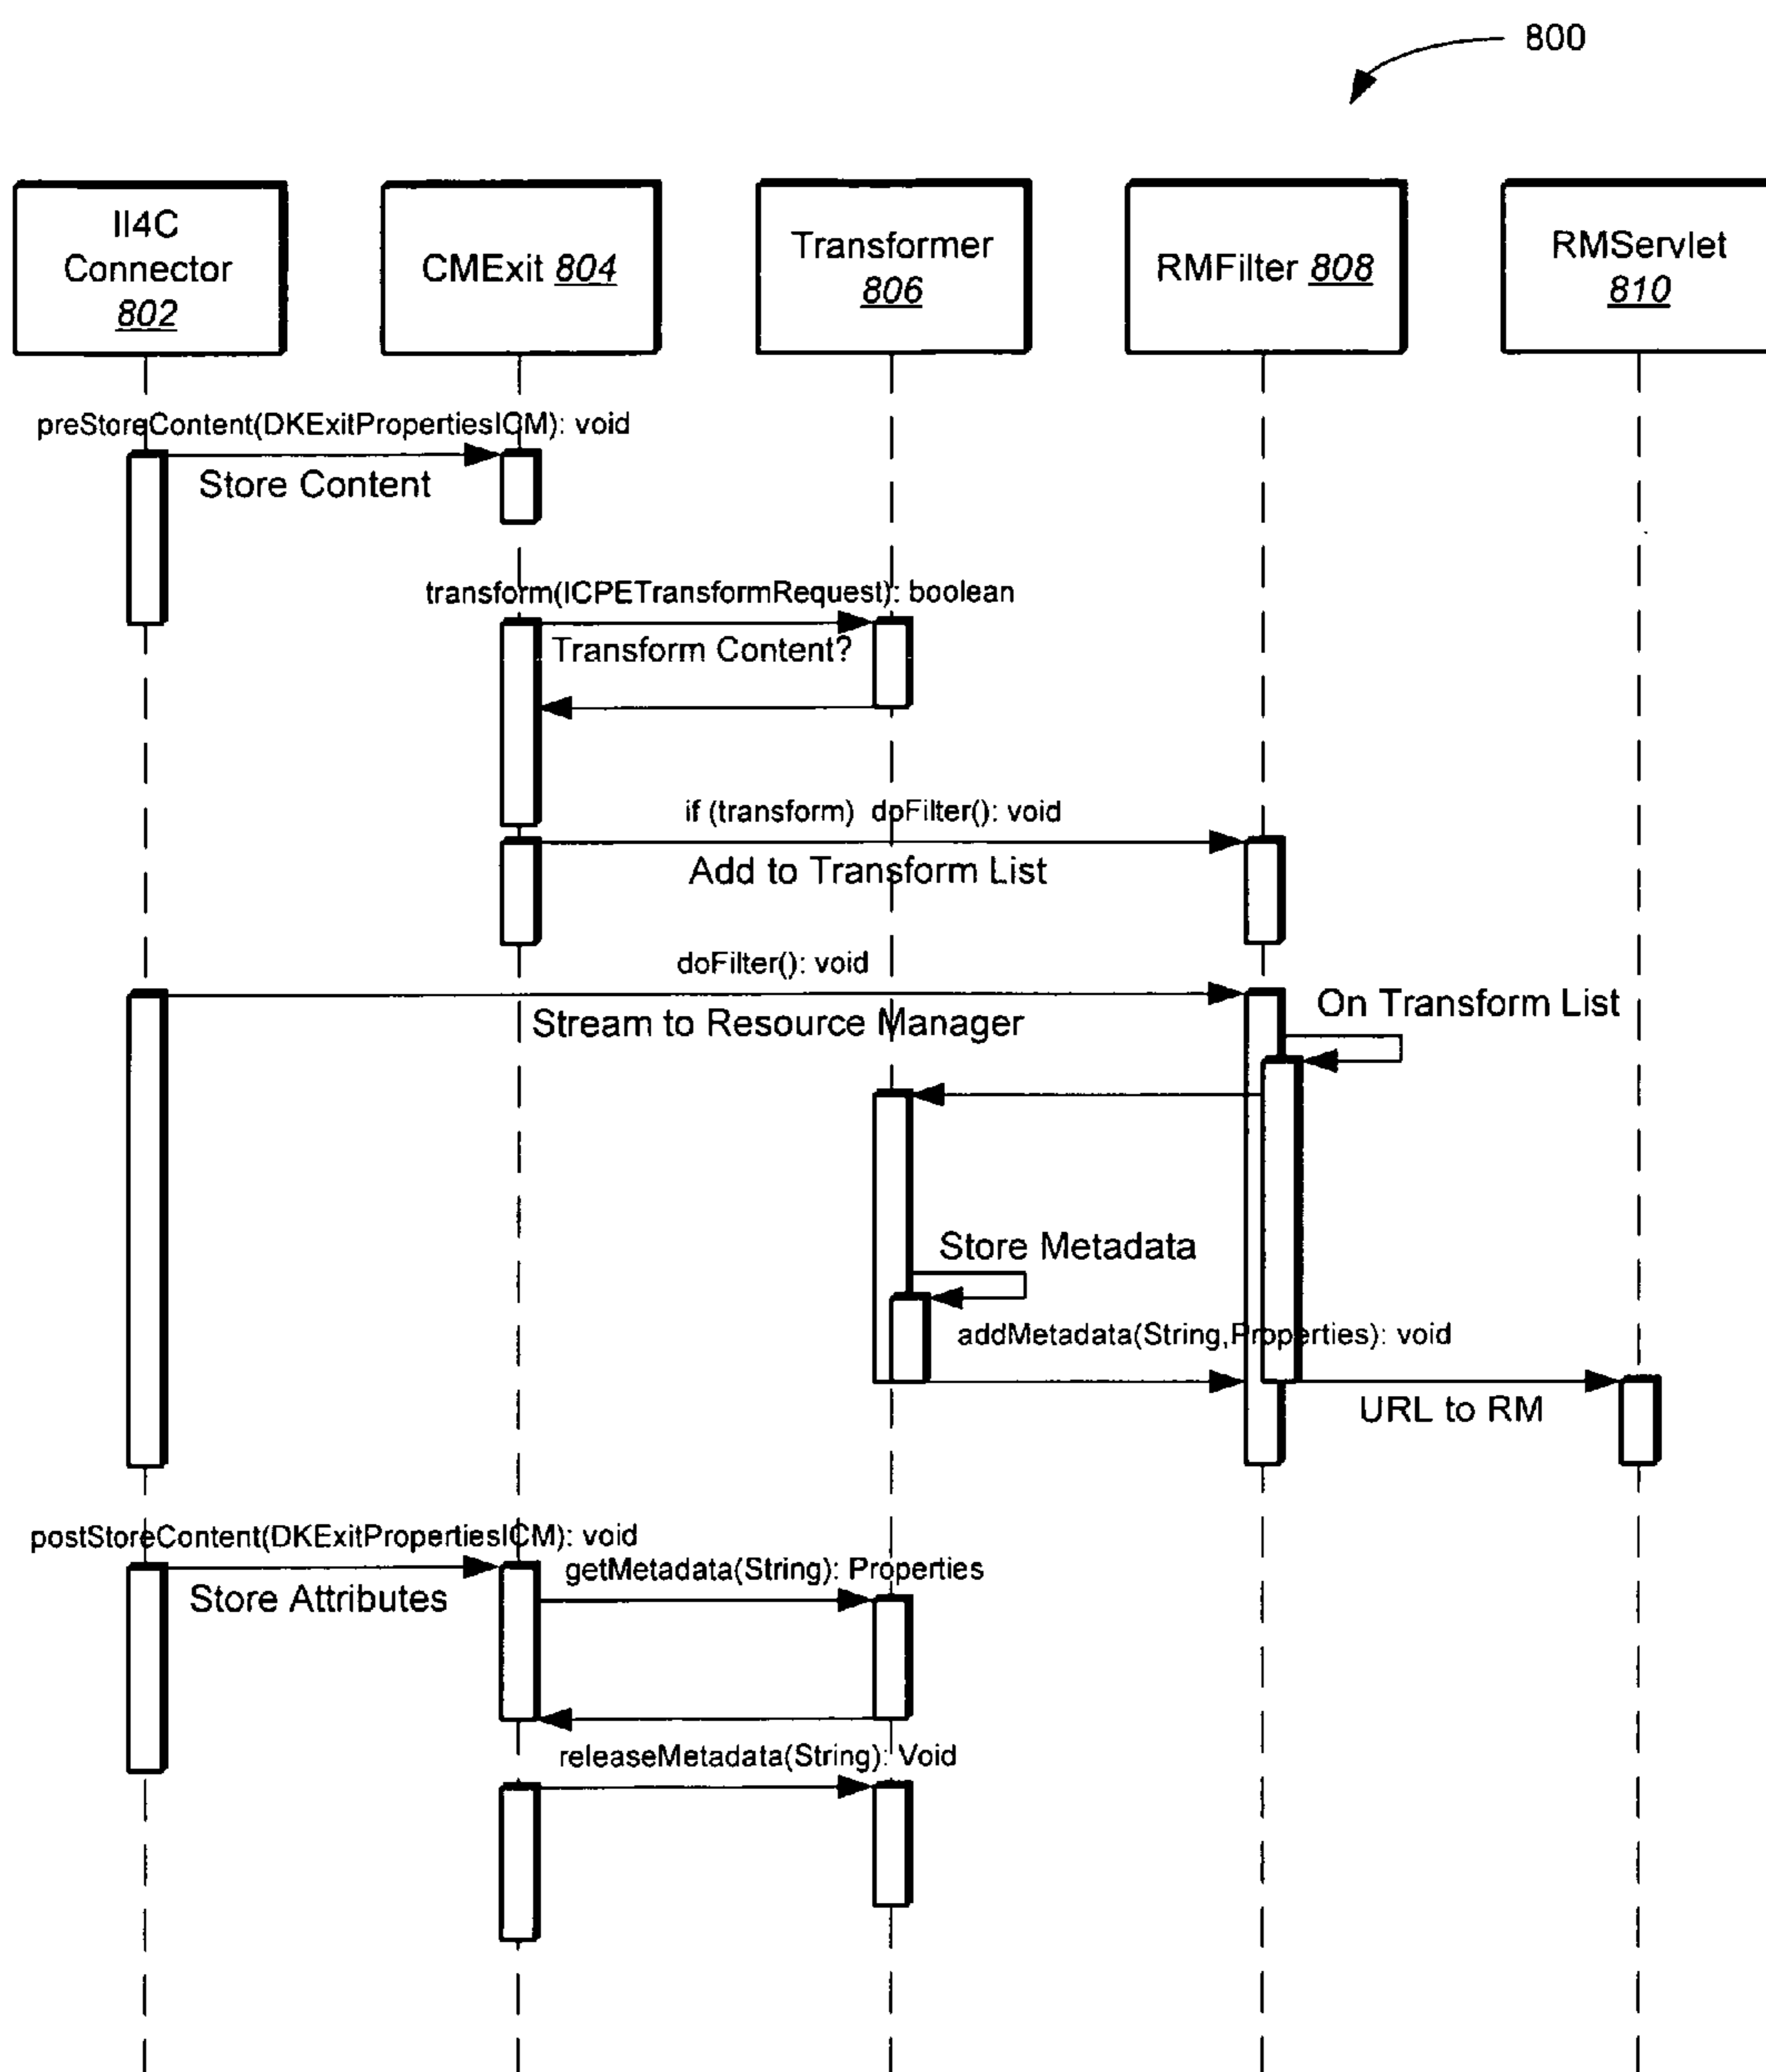 800
II4C
Connector
802
CMExit 804
Transformer
806
RMFilter 808
RMServlet
810
preStoreContent(DKExitPropertiesICM): void
Store Content
transform(ICPETransformRequest): boolean
Transform Content?
if (transform) doFilter(): void
Add to Transform List
doFilter(): void
Stream to Resource Manager
On Transform List
Store Metadata
addMetadata(String,Properties): void
URL to RM
postStoreContent(DKExitPropertiesICM): void
getMetadata(String): Properties
Store Attributes
releaseMetadata(String): Void